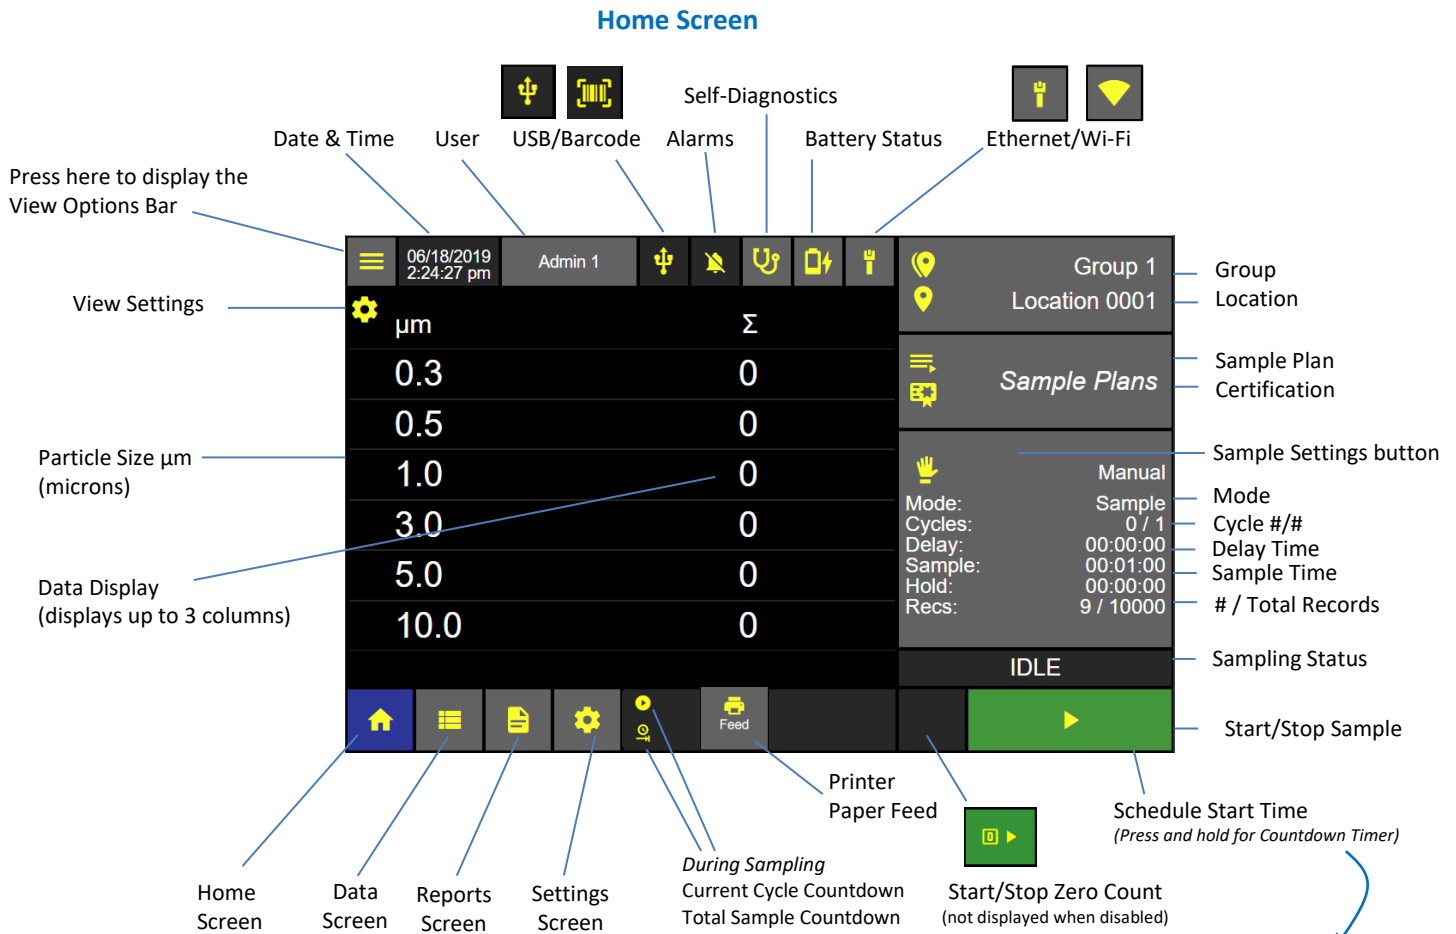 Home Screen
Self-Diagnostics
Date & Time
User
USB/Barcode
Alarms
Battery Status
Ethernet/Wi-Fi
Press here to display the
View Options Bar
06/18/2019
2:24:27 pm
Admin 1
Group 1
Location 0001
Group
Location
View Settings
µm
Σ
0.3
0
0.5
0
1.0
0
3.0
0
5.0
0
10.0
0
Sample Plans
Sample Plan
Certification
Particle Size µm
(microns)
Data Display
(displays up to 3 columns)
Manual
Mode:
Sample
Cycles:
0 / 1
Delay:
00:00:00
Sample:
00:01:00
Hold:
00:00:00
Recs:
9 / 10000
Sample Settings button
Mode
Cycle #/#
Delay Time
Sample Time
# / Total Records
IDLE
Sampling Status
Feed
Start/Stop Sample
Printer
Paper Feed
0
Schedule Start Time
(Press and hold for Countdown Timer)
Home
Screen
Data
Screen
Reports
Screen
Settings
Screen
During Sampling
Current Cycle Countdown
Total Sample Countdown
Start/Stop Zero Count
(not displayed when disabled)